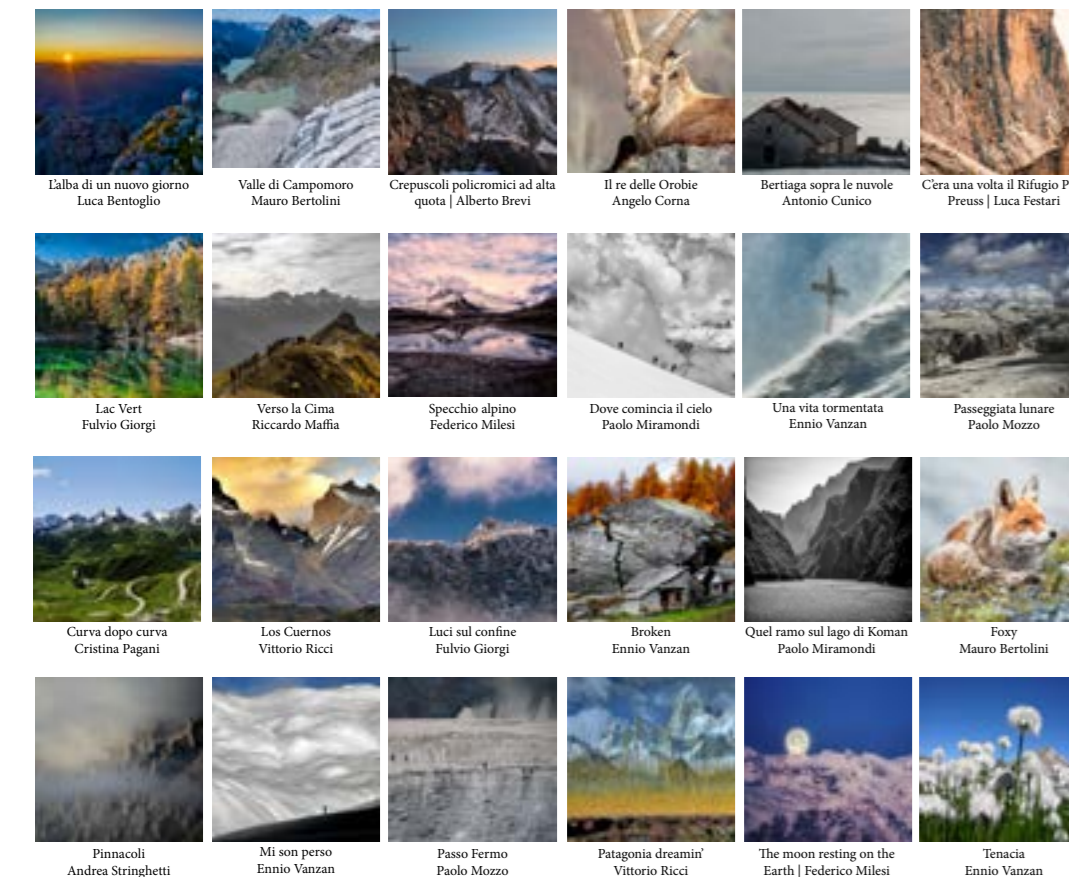 L'alba di un nuovo giorno
Luca Bentoglio
Valle di Campomoro
Mauro Bertolini
Crepuscoli policromici ad alta
quota | Alberto Brevi
Il re delle Orobie
Angelo Corna
Bertiaga sopra le nuvole
Antonio Cunico
C'era una volta il Rifugio P
Preuss | Luca Festari
Lac Vert
Fulvio Giorgi
Verso la Cima
Riccardo Maffia
Specchio alpino
Federico Milesi
Dove comincia il cielo
Paolo Miramondi
Una vita tormentata
Ennio Vanzan
Passeggiata lunare
Paolo Mozzo
Curva dopo curva
Cristina Pagani
Los Cuernos
Vittorio Ricci
Luci sul confine
Fulvio Giorgi
Broken
Ennio Vanzan
Quel ramo sul lago di Koman
Paolo Miramondi
Foxy
Mauro Bertolini
Pinnacoli
Andrea Stringhetti
Mi son perso
Ennio Vanzan
Passo Fermo
Paolo Mozzo
Patagonia dreamin'
Vittorio Ricci
The moon resting on the
Earth | Federico Milesi
Tenacia
Ennio Vanzan